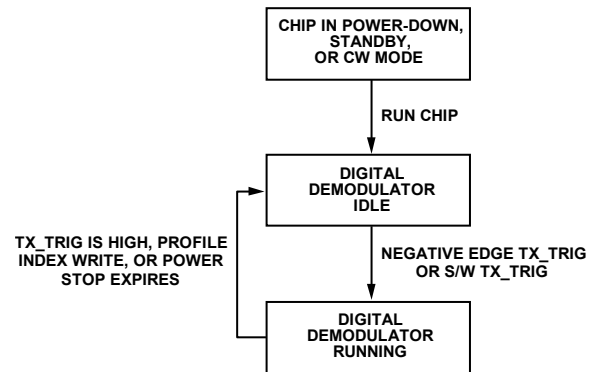 CHIP IN POWER-DOWN,
STANDBY,
OR CW MODE
RUN CHIP
DIGITAL
DEMODULATOR
IDLE
TX_TRIG IS HIGH, PROFILE
INDEX WRITE, OR POWER
STOP EXPIRES
NEGATIVE EDGE TX_TRIG
OR S/W TX_TRIG
DIGITAL
DEMODULATOR
RUNNING